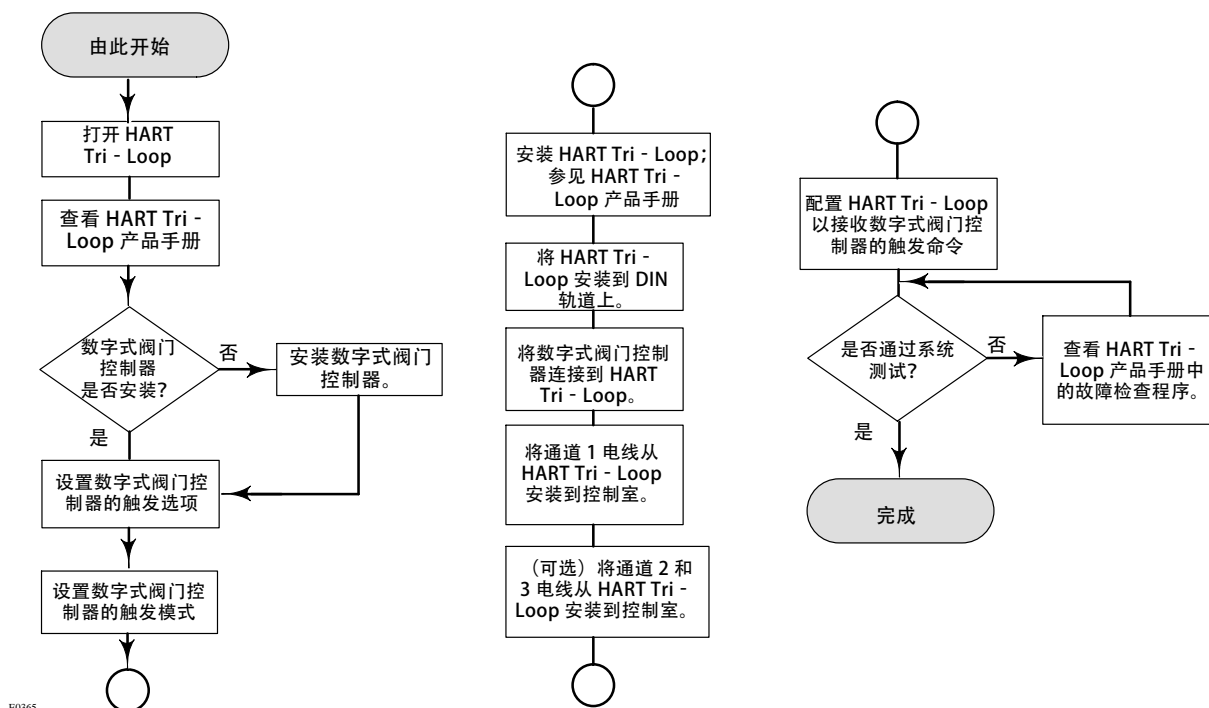 由此开始
打开 HART
Tri - Loop
查看 HART Tri -
Loop 产品手册
数字式阀门
控制器
是否安装？
否
安装数字式阀门
控制器。
是
设置数字式阀门控
制器的触发选项
设置数字式阀门控
制器的触发模式
E0365
安装 HART Tri - Loop；
参见 HART Tri -
Loop 产品手册
将 HART Tri -
Loop 安装到 DIN
轨道上。
将数字式阀门控制
器连接到 HART
Tri - Loop。
将通道 1 电线从
HART Tri - Loop
安装到控制室。
（可选）将通道 2 和
3 电线从 HART Tri -
Loop 安装到控制室。
配置 HART Tri - Loop
以接收数字式阀门控
制器的触发命令
是否通过系统
测试？
否
查看 HART Tri -
Loop 产品手册中
的故障检查程序。
是
完成